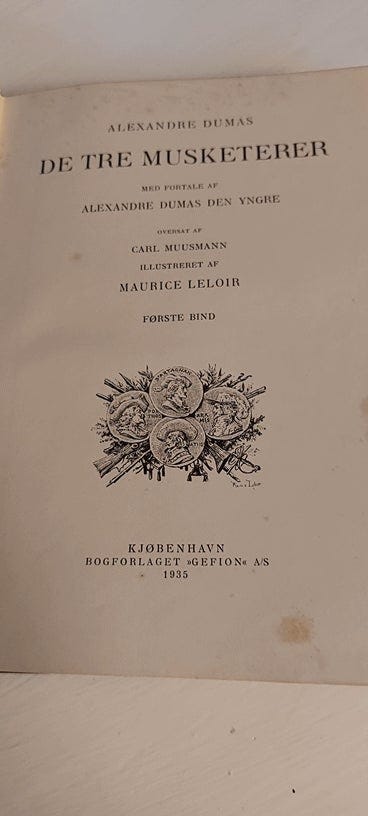 ALEXANDRE DUMAS
DE TRE MUSKETERER
MED FORTALE AF
ALEXANDRE DUMAS DEN YNGRE
OVERSAT AF
CARL MUUSMANN
ILLUSTRERET AF
MAURICE LELOIR
FØRSTE BIND
D'ARTAGNAN
KJØBENHAVN
BOGFORLAGET »GEFION« A/S
1935